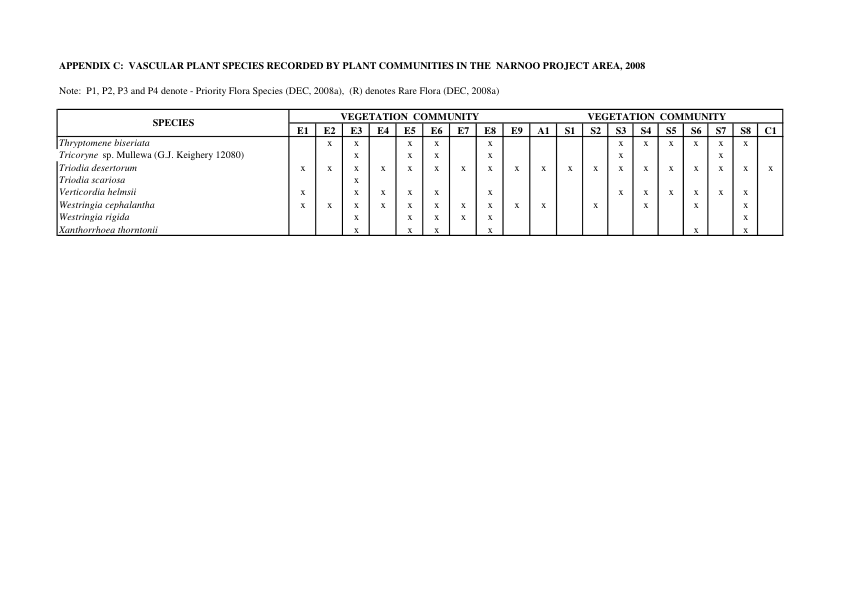 APPENDIX C: VASCULAR PLANT SPECIES RECORDED BY PLANT COMMUNITIES IN THE NARNOO PROJECT AREA, 2008
Note: P1, P2, P3 and P4 denote - Priority Flora Species (DEC, 2008a), (R) denotes Rare Flora (DEC, 2008a)
SPECIES VEGETATION COMMUNITY VEGETATION COMMUNITY
E1 E2 E3 E4 E5 E6 E7 E8 E9 A1 S1 S2 S3 S4 S5 S6 S7 S8 C1
Thryptomene biseriata x x x x x x x x x x x
Tricoryne sp. Mullewa (G.J. Keighery 12080) x x x x x x
Triodia desertorum x x x x x x x x x x x x x x x x x x x
Triodia scariosa x
Verticordia helmsii x x x x x x x x x x x x
Westringia cephalantha x x x x x x x x x x x x x x
Westringia rigida x x x x x x
Xanthorrhoea thorntonii x x x x x x